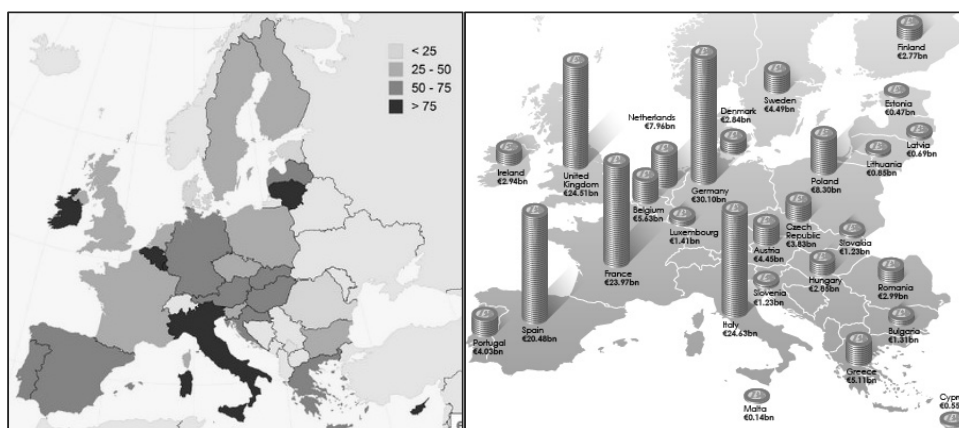 < 25
25 - 50
50 - 75
> 75
Finland
€2.77bn
Sweden
€4.49bn
Estonia
€0.47bn
Denmark
€2.84bn
Netherlands
€7.96bn
Latvia
€0.69bn
Lithuania
€0.85bn
Ireland
€2.94bn
United
Kingdom
€24.51bn
Poland
€8.30bn
Germany
€30.10bn
Belgium
€5.63bn
Luxembourg
€1.41bn
Czech
Republic
€3.83bn
Slovakia
€1.23bn
Austria
€4.45bn
France
€23.97bn
Hungary
Romania
€2.99bn
Slovenia
€1.23bn
Bulgaria
€1.31bn
Italy
€24.63bn
Spain
€20.48bn
Portugal
€4.03bn
Greece
€5.11bn
Malta
€0.14bn
Cypr
€0.55